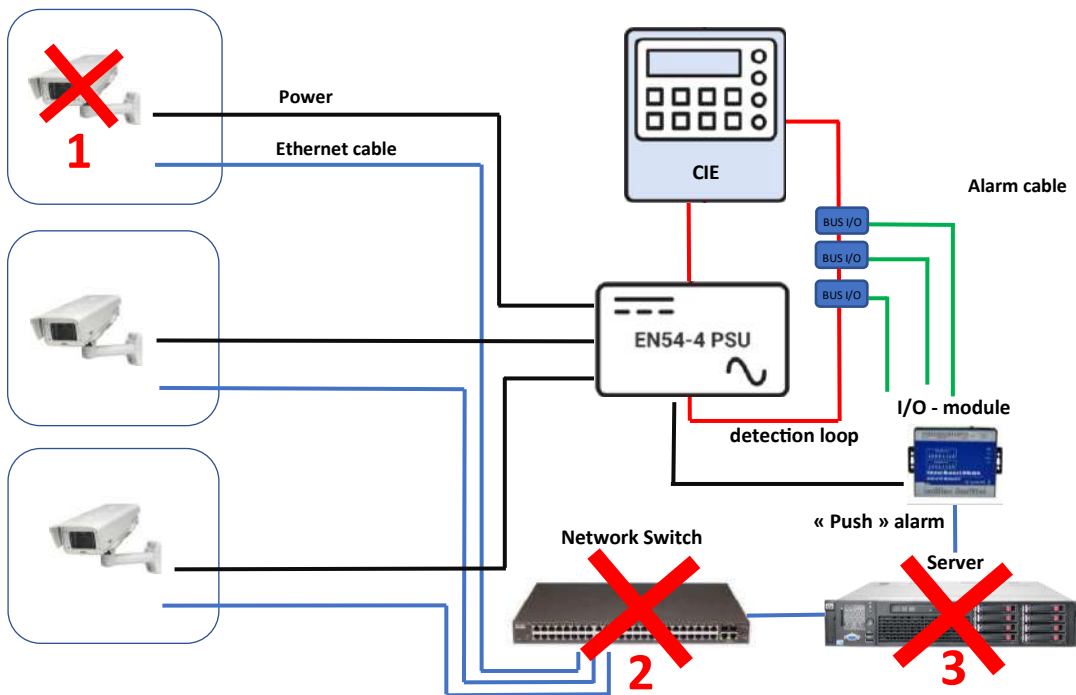 1
Power
Ethernet cable
CIE
Alarm cable
BUS I/O
BUS I/O
BUS I/O
EN54-4 PSU
I/O - module
detection loop
« Push » alarm
Network Switch
Server
2
3